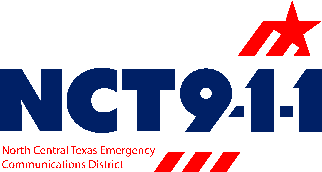 NCT9-1-1
North Central Texas Emergency
Communications District